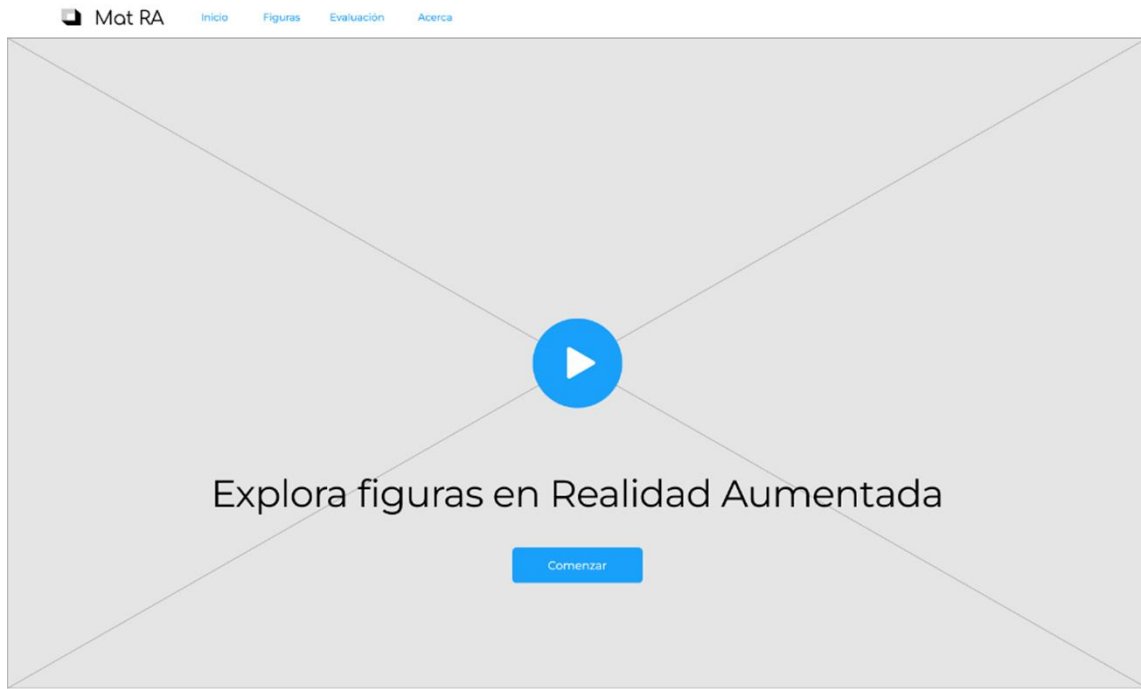 Mat RA Inicio Figuras Evaluación Acerca
Explora figuras en Realidad Aumentada
Comenzar